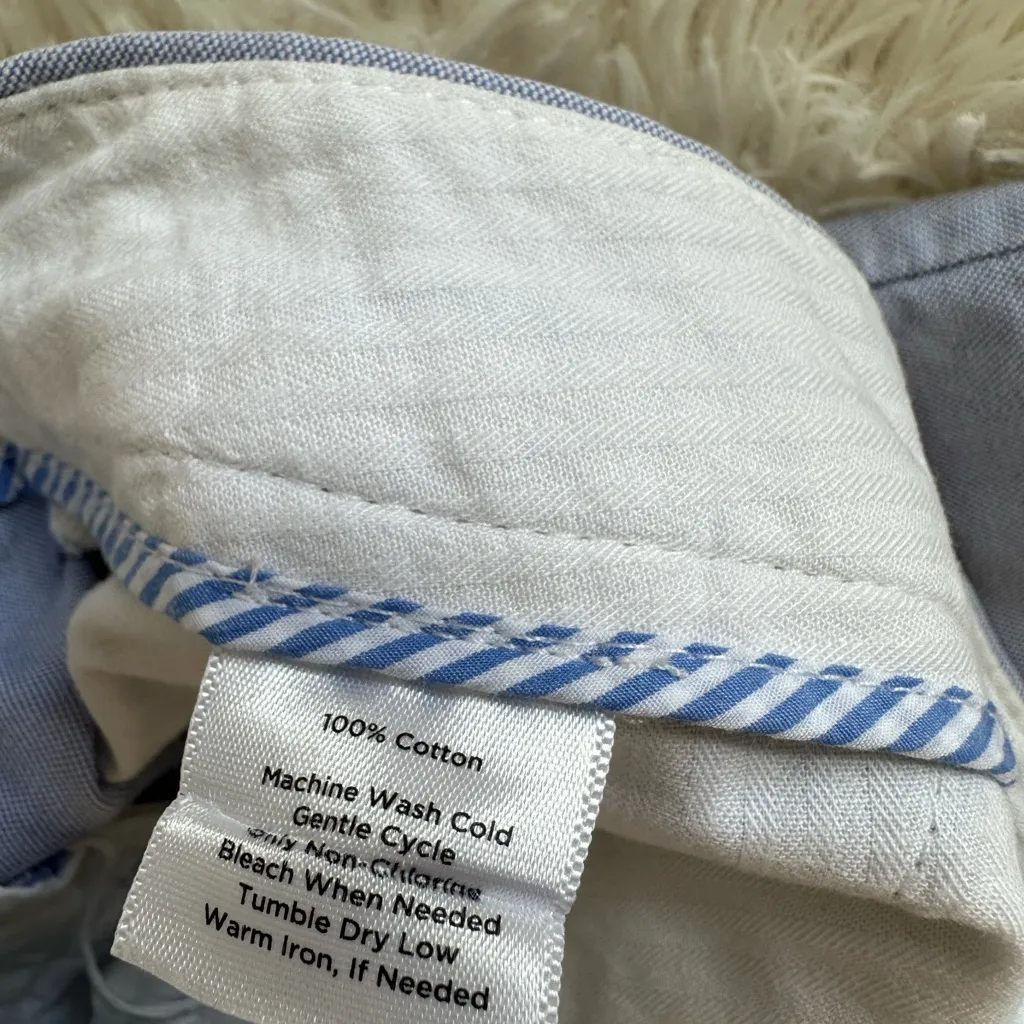 100% Cotton
Machine Wash Cold
Gentle Cycle
Only Non-Chlorine
Bleach When Needed
Tumble Dry Low
Warm Iron, If Needed